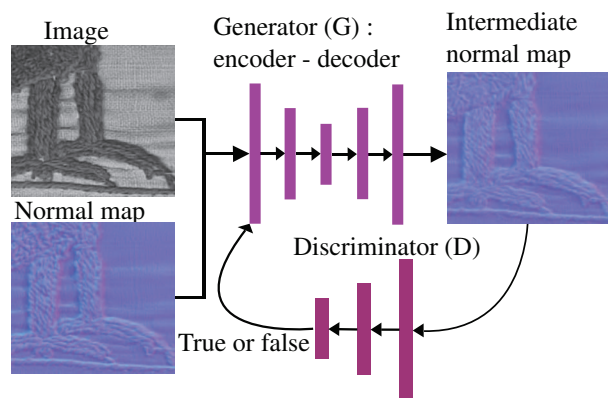 Image
Generator (G) :
encoder - decoder
Intermediate
normal map
Normal map
Discriminator (D)
True or false